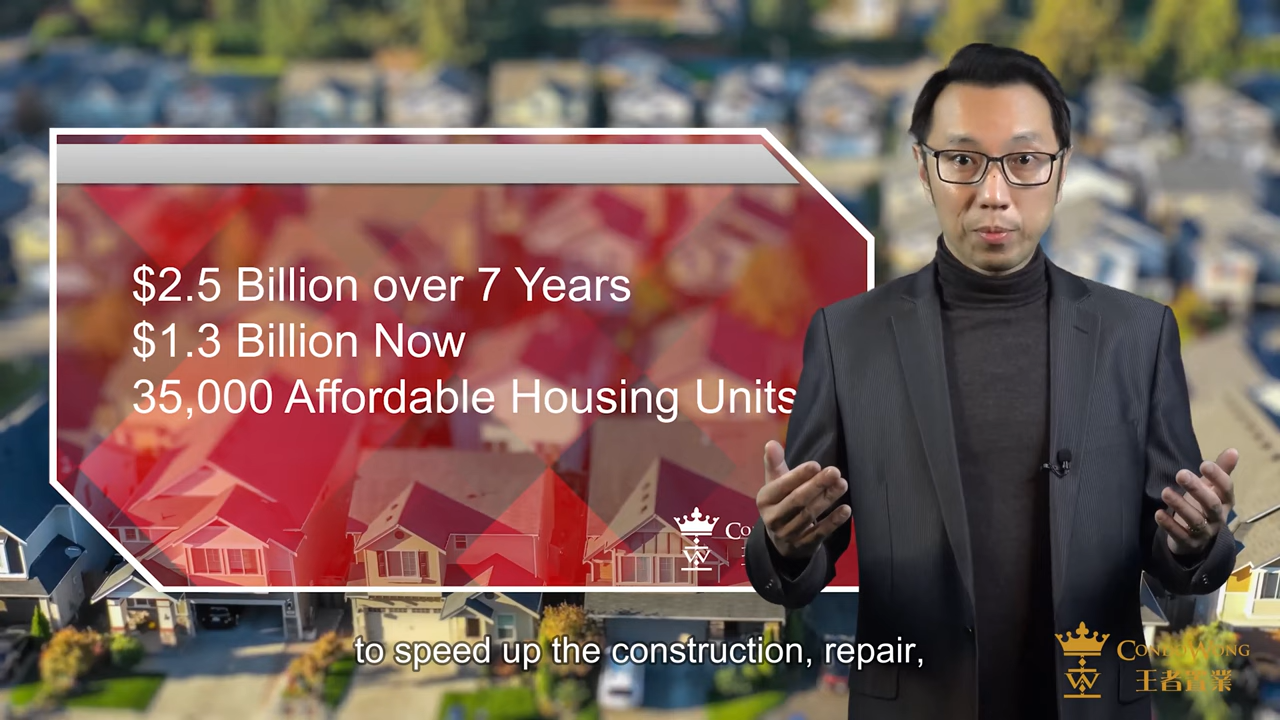 $2.5 Billion over 7 Years
$1.3 Billion Now
35,000 Affordable Housing Units
to speed up the construction, repair,
王者置業